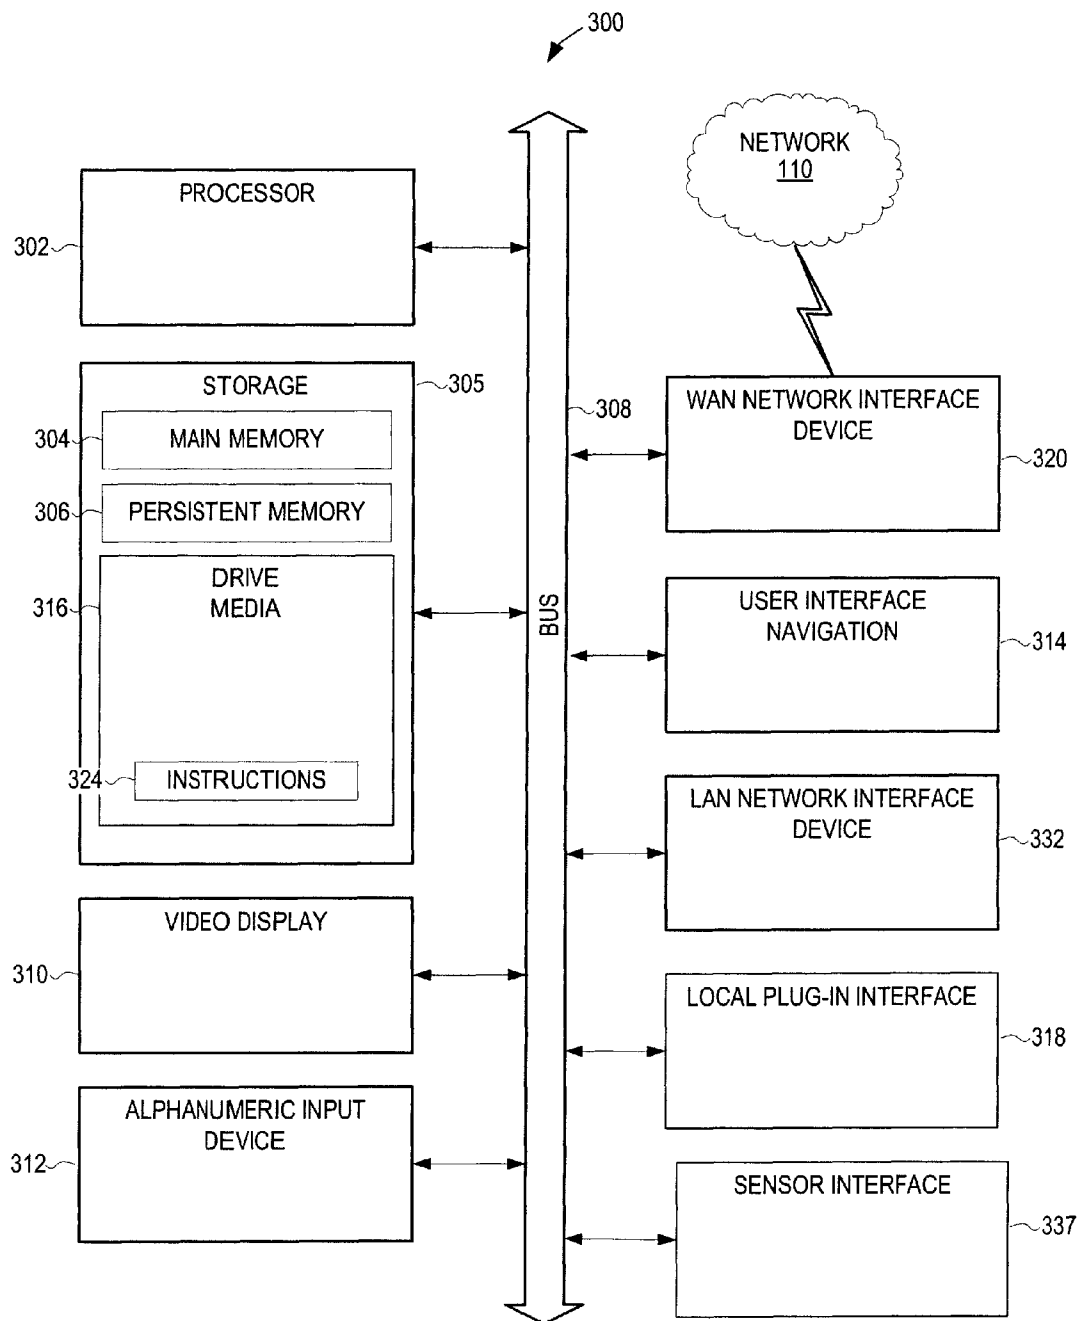 300
NETWORK
110
PROCESSOR
302
STORAGE
305
304
MAIN MEMORY
306
PERSISTENT MEMORY
DRIVE
MEDIA
316
324
INSTRUCTIONS
VIDEO DISPLAY
310
ALPHANUMERIC INPUT
DEVICE
312
BUS
308
WAN NETWORK INTERFACE
DEVICE
320
USER INTERFACE
NAVIGATION
314
LAN NETWORK INTERFACE
DEVICE
332
LOCAL PLUG-IN INTERFACE
318
SENSOR INTERFACE
337